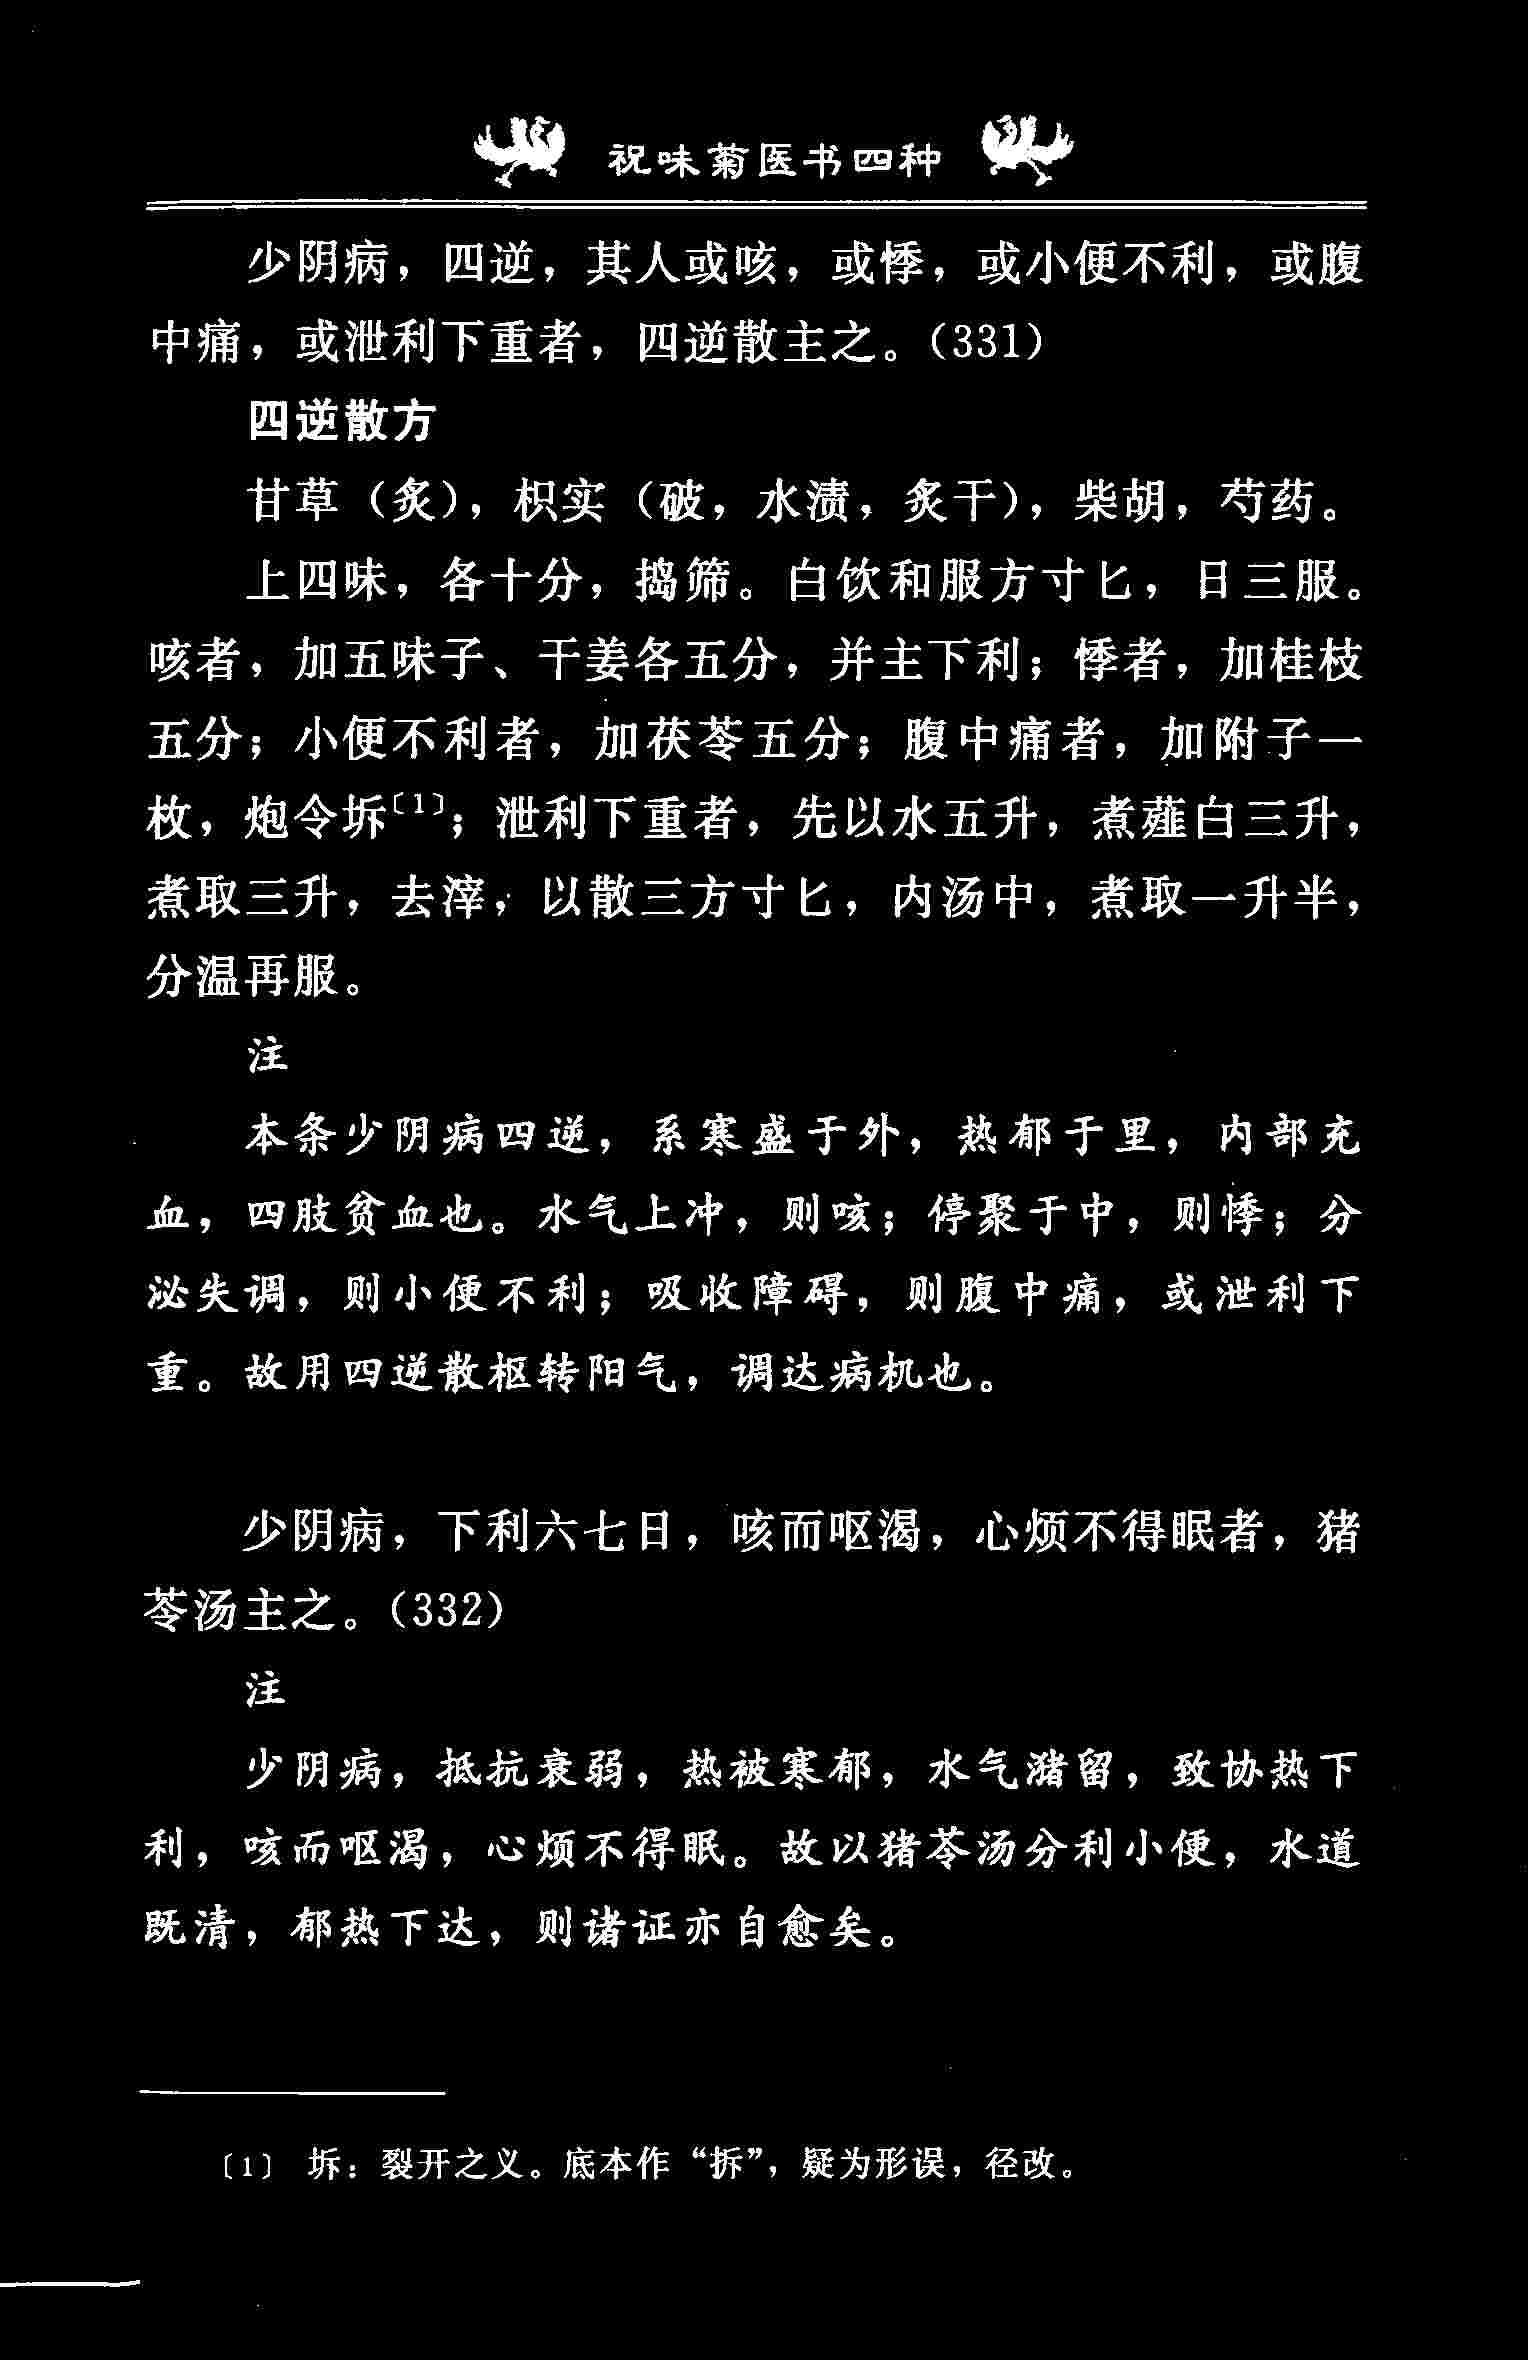 祝味菊医书四种
少阴病，四逆，其人或咳，或悸，或小便不利，或腹
中痛，或泄利下重者，四逆散主之。(331)
四逆散方
甘草（炙），枳实（破，水渍，炙干），柴胡，芍药。
上四味，各十分，捣筛。白饮和服方寸匕，日三服。
咳者，加五味子、干姜各五分，并主下利；悸者，加桂枝
五分；小便不利者，加茯苓五分；腹中痛者，加附子一
枚，炮令坼〔1〕；泄利下重者，先以水五升，煮薤白三升，
煮取三升，去滓，以散三方寸匕，内汤中，煮取一升半，
分温再服。
注
本条少阴病四逆，系寒盛于外，热郁于里，内部充
血，四肢贫血也。水气上冲，则咳；停聚于中，则悸；分
泌失调，则小便不利；吸收障碍，则腹中痛，或泄利下
重。故用四逆散枢转阳气，调达病机也。
少阴病，下利六七日，咳而呕渴，心烦不得眠者，猪
苓汤主之。(332)
注
少阴病，抵抗衰弱，热被寒郁，水气潴留，致协热下
利，咳而呕渴，心烦不得眠。故以猪苓汤分利小便，水道
既清，郁热下达，则诸证亦自愈矣。
〔1〕 坼：裂开之义。底本作“拆”，疑为形误，径改。